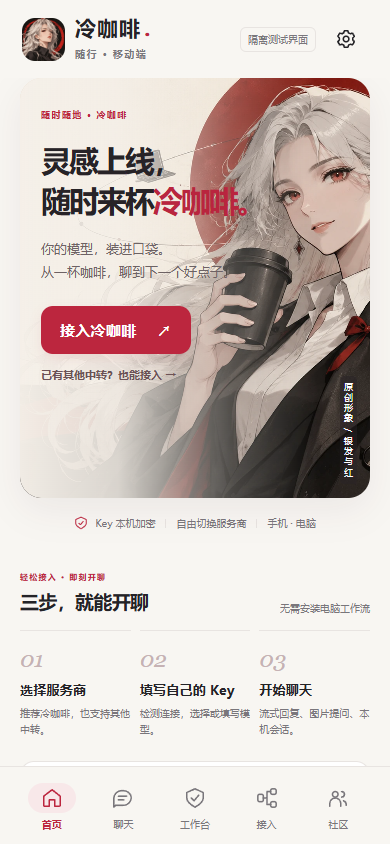 冷咖啡.
随行 • 移动端
隔离测试界面
随时随地 • 冷咖啡
灵感上线，
随时来杯冷咖啡。
你的模型，装进口袋。
从一杯咖啡，聊到下一个好点子。
接入冷咖啡 ↗
已有其他中转？也能接入 →
原创形象 / 银发与红
Key 本机加密
自由切换服务商
手机 · 电脑
轻松接入 • 即刻开聊
三步，就能开聊
无需安装电脑工作流
01
选择服务商
推荐冷咖啡，也支持其他
中转。
02
填写自己的 Key
检测连接，选择或填写模
型。
03
开始聊天
流式回复、图片提问、本
机会话。
首页
聊天
工作台
接入
社区